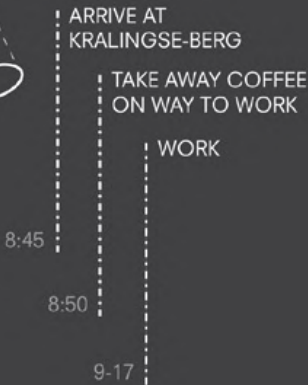 ARRIVE AT
KRALINGSE-BERG
TAKE AWAY COFFEE
ON WAY TO WORK
WORK
8:45
8:50
9-17